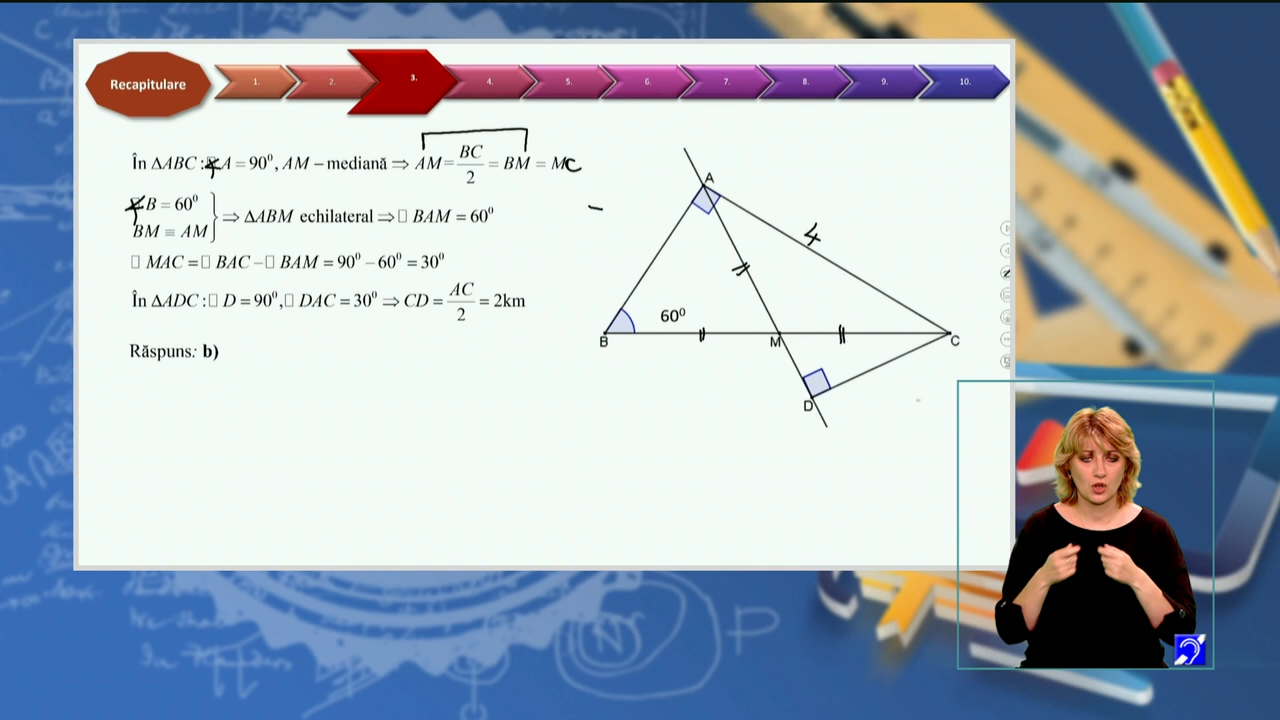 Recapitulare
1. 2. 3. 4. 5. 6. 7. 8. 9. 10.
În ΔABC : ∢A = 90⁰, AM – mediană ⇒ AM = BC/2 = BM = MC
∢B = 60⁰
BM ≡ AM } ⇒ ΔABM echilateral ⇒ □ BAM = 60⁰
□ MAC = □ BAC – □ BAM = 90⁰ – 60⁰ = 30⁰
În ΔADC : □ D = 90⁰, □ DAC = 30⁰ ⇒ CD = AC/2 = 2km
Răspuns: b)
A
4
60⁰
B M C
D
N
P